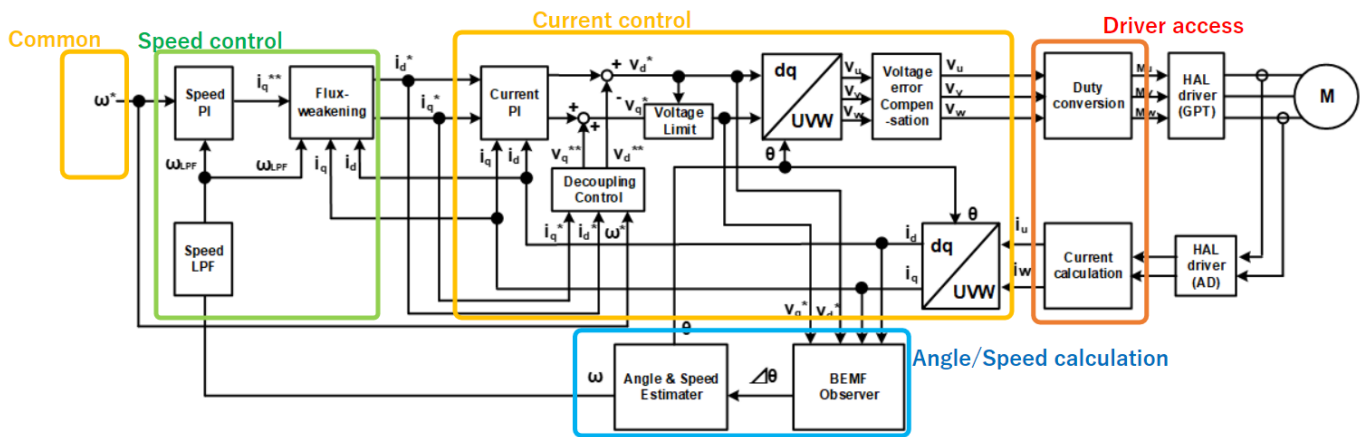 Common
Speed control
Current control
Driver access
ω*
Speed
PI
iq**
Flux-
weakening
id*
iq*
Current
PI
+
vd*
-
vq*
+
+
Voltage
Limit
dq
UVW
Vu
Vv
Vw
Voltage
error
Compen
-sation
Vu
Vv
Vw
Duty
conversion
Mu
Mv
Mw
HAL
driver
(GPT)
M
ωLPF
ωLPF
iq
id
iq
id
vq**
vd**
θ
Decoupling
Control
iq*
id*
ω*
Speed
LPF
θ
id
iq
dq
UVW
iu
iw
Current
calculation
HAL
driver
(AD)
vq*
vd*
θ
ω
Angle & Speed
Estimater
⊿θ
BEMF
Observer
Angle/Speed calculation